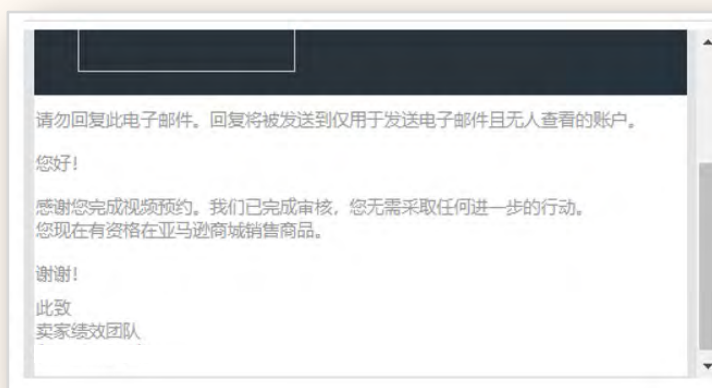 请勿回复此电子邮件。回复将被发送到仅用于发送电子邮件且无人查看的账户。
您好！
感谢您完成视频预约。我们已完成审核，您无需采取任何进一步的行动。
您现在有资格在亚马逊商城销售商品。
谢谢！
此致
卖家绩效团队